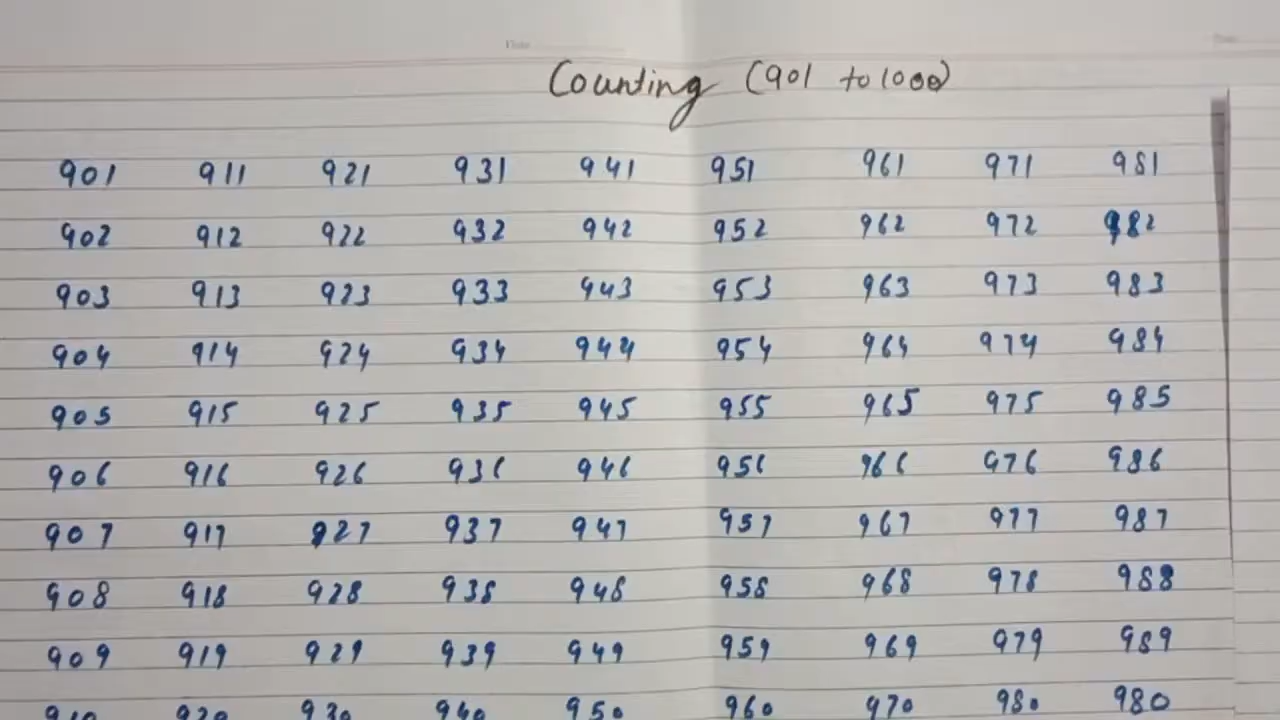 Date
Counting (901 to 1000)
901 911 921 931 941 951 961 971 981
902 912 922 932 942 952 962 972 982
903 913 923 933 943 953 963 973 983
904 914 924 934 944 954 964 974 984
905 915 925 935 945 955 965 975 985
906 916 926 936 946 956 966 976 986
907 917 927 937 947 957 967 977 987
908 918 928 938 948 958 968 978 988
909 919 929 939 949 959 969 979 989
910 920 930 940 950 960 970 980 980